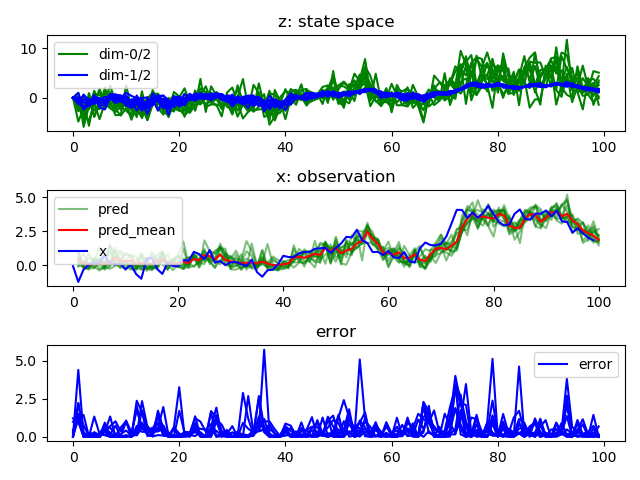 z: state space
10
0
dim-0/2
dim-1/2
0 20 40 60 80 100
x: observation
5.0
2.5
0.0
pred
pred_mean
x
0 20 40 60 80 100
error
5.0
2.5
0.0
error
0 20 40 60 80 100